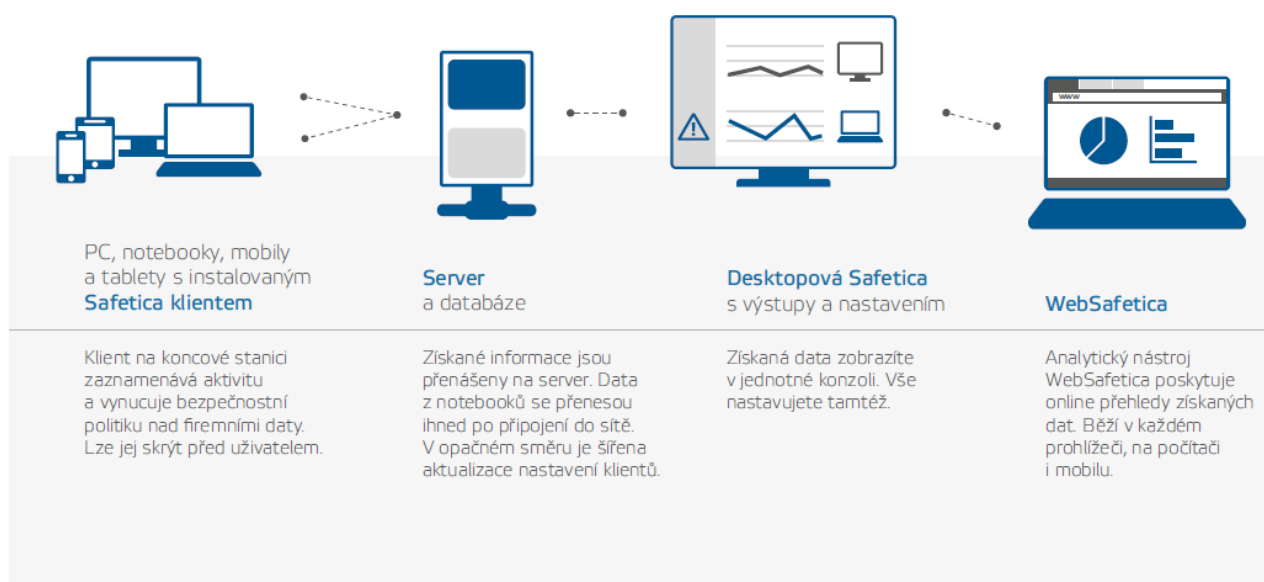 www
PC, notebooky, mobily
a tablety s instalovaným
Safetica klientem
Server
a databáze
Desktopová Safetica
s výstupy a nastavením
WebSafetica
Klient na koncové stanici
zaznamenává aktivitu
a vynucuje bezpečnostní
politiku nad firemními daty.
Lze jej skrýt před uživatelem.
Získané informace jsou
přenášeny na server. Data
z notebooků se přenesou
ihned po připojení do sítě.
V opačném směru je šířena
aktualizace nastavení klientů.
Získaná data zobrazíte
v jednotné konzoli. Vše
nastavujete tamtéž.
Analytický nástroj
WebSafetica poskytuje
online přehledy získaných
dat. Běží v každém
prohlížeči, na počítači
i mobilu.